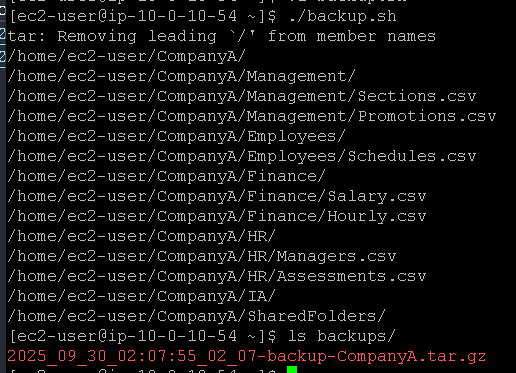 [ec2-user@ip-10-0-10-54 ~]$ ./backup.sh
tar: Removing leading `/' from member names
/home/ec2-user/CompanyA/
/home/ec2-user/CompanyA/Management/
/home/ec2-user/CompanyA/Management/Sections.csv
/home/ec2-user/CompanyA/Management/Promotions.csv
/home/ec2-user/CompanyA/Employees/
/home/ec2-user/CompanyA/Employees/Schedules.csv
/home/ec2-user/CompanyA/Finance/
/home/ec2-user/CompanyA/Finance/Salary.csv
/home/ec2-user/CompanyA/Finance/Hourly.csv
/home/ec2-user/CompanyA/HR/
/home/ec2-user/CompanyA/HR/Managers.csv
/home/ec2-user/CompanyA/HR/Assessments.csv
/home/ec2-user/CompanyA/IA/
/home/ec2-user/CompanyA/SharedFolders/
[ec2-user@ip-10-0-10-54 ~]$ ls backups/
2025_09_30_02:07:55_02_07-backup-CompanyA.tar.gz